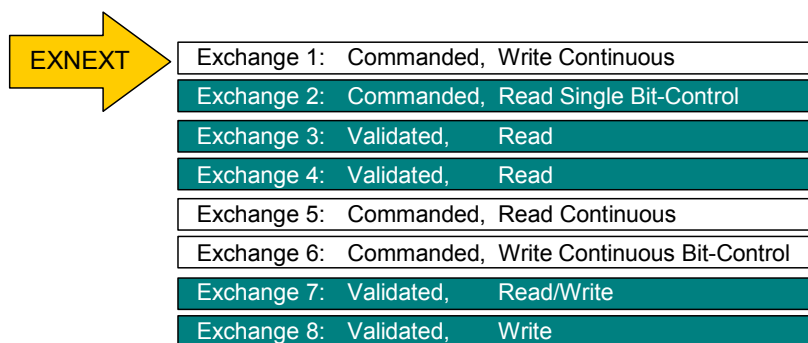 EXNEXT
Exchange 1: Commanded, Write Continuous
Exchange 2: Commanded, Read Single Bit-Control
Exchange 3: Validated, Read
Exchange 4: Validated, Read
Exchange 5: Commanded, Read Continuous
Exchange 6: Commanded, Write Continuous Bit-Control
Exchange 7: Validated, Read/Write
Exchange 8: Validated, Write